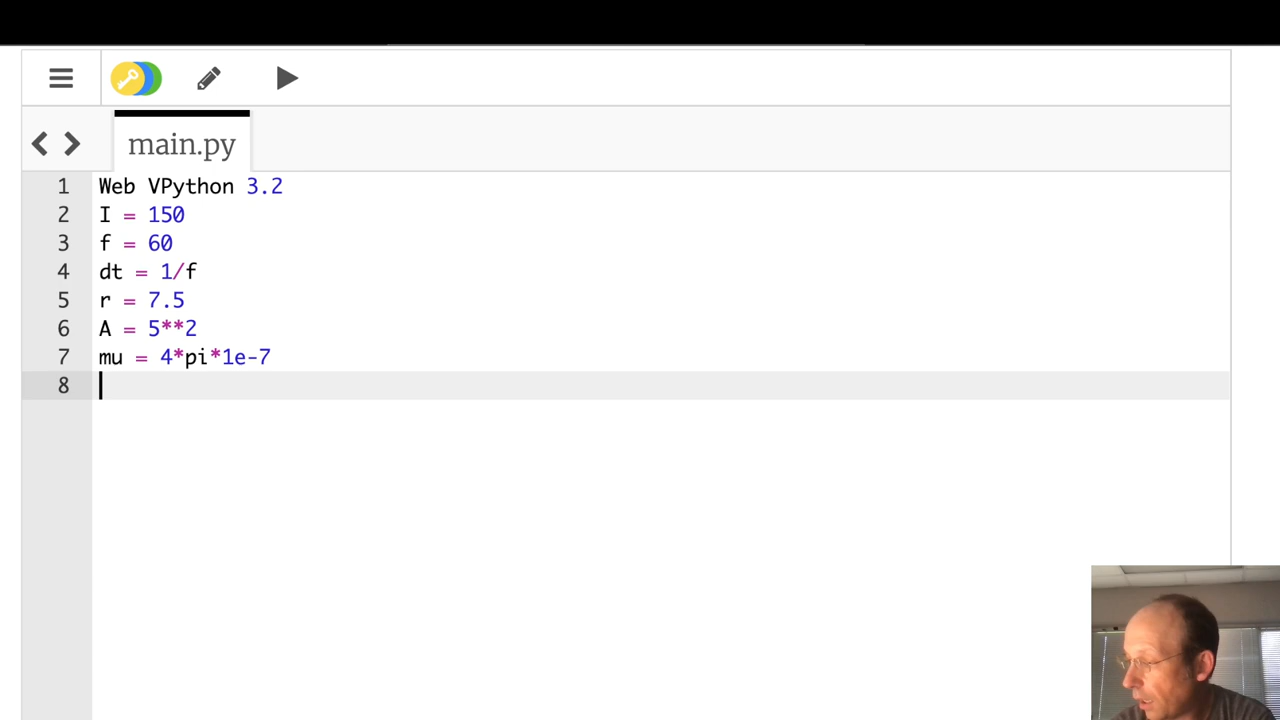 main.py
1 Web VPython 3.2
2 I = 150
3 f = 60
4 dt = 1/f
5 r = 7.5
6 A = 5**2
7 mu = 4*pi*1e-7
8